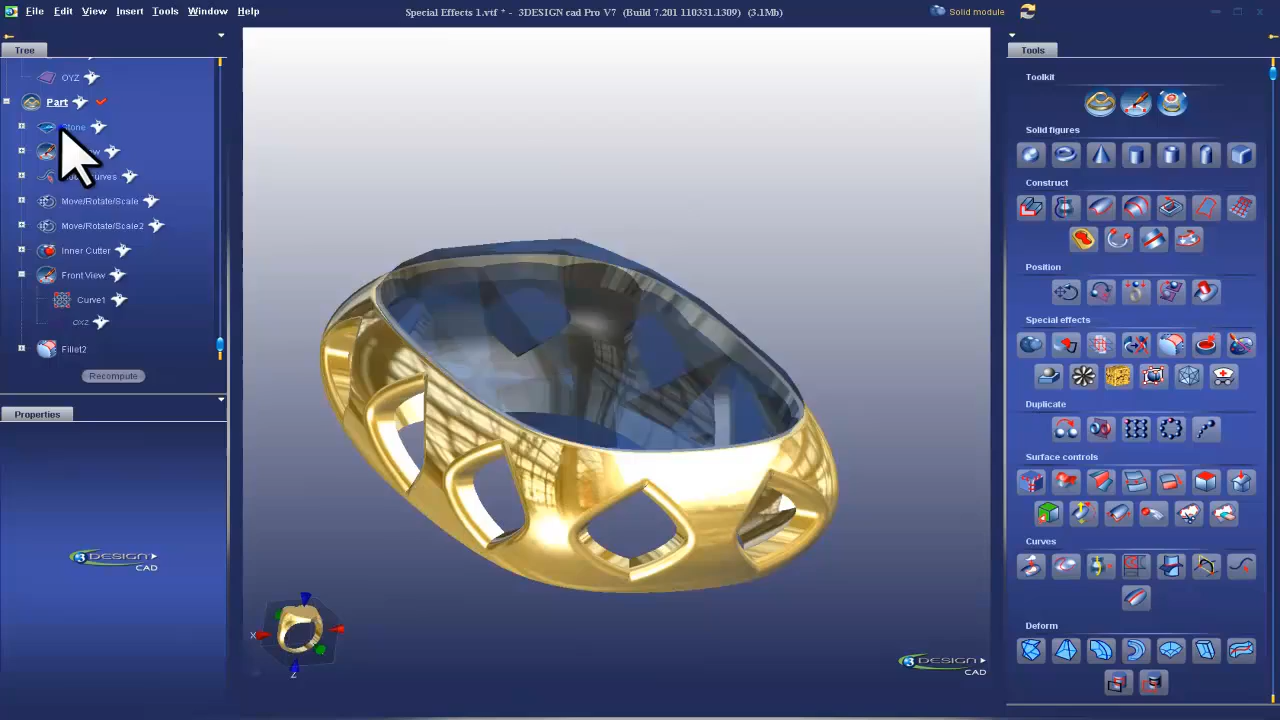 File Edit View Insert Tools Window Help
Special Effects 1.vtf * - 3DESIGN cad Pro V7 (Build 7.201 110331.1309) (3.1Mb)
Solid module
Tree
OYZ
Part
Stone
Move/Rotate/Scale
Move/Rotate/Scale2
Inner Cutter
Front View
Curve1
OXZ
Fillet2
Recompute
Properties
3DESIGN
CAD
X
Z
3DESIGN
CAD
Tools
Toolkit
Solid figures
Construct
Position
Special effects
Duplicate
Surface controls
Curves
Deform